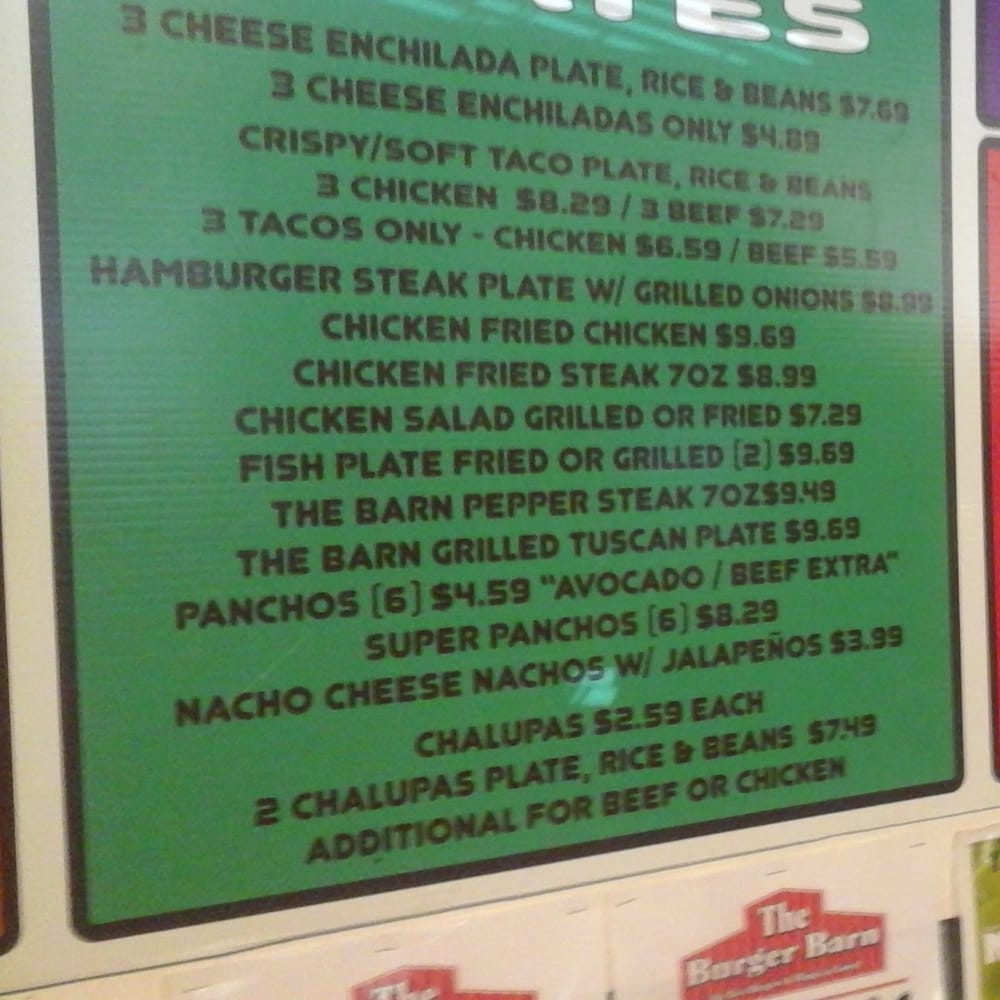 3 CHEESE ENCHILADA PLATE, RICE & BEANS $7.69
3 CHEESE ENCHILADAS ONLY $4.89
CRISPY/SOFT TACO PLATE, RICE & BEANS
3 CHICKEN $8.29 / 3 BEEF $7.29
3 TACOS ONLY - CHICKEN $6.59 / BEEF $5.59
HAMBURGER STEAK PLATE W/ GRILLED ONIONS $8.99
CHICKEN FRIED CHICKEN $9.69
CHICKEN FRIED STEAK 7OZ $8.99
CHICKEN SALAD GRILLED OR FRIED $7.29
FISH PLATE FRIED OR GRILLED [2] $9.69
THE BARN PEPPER STEAK 7OZ$9.49
THE BARN GRILLED TUSCAN PLATE $9.69
PANCHOS [6] $4.59 "AVOCADO / BEEF EXTRA"
SUPER PANCHOS [6] $8.29
NACHO CHEESE NACHOS W/ JALAPEÑOS $3.99
CHALUPAS $2.59 EACH
2 CHALUPAS PLATE, RICE & BEANS $7.49
ADDITIONAL FOR BEEF OR CHICKEN
The
Burger Barn
The